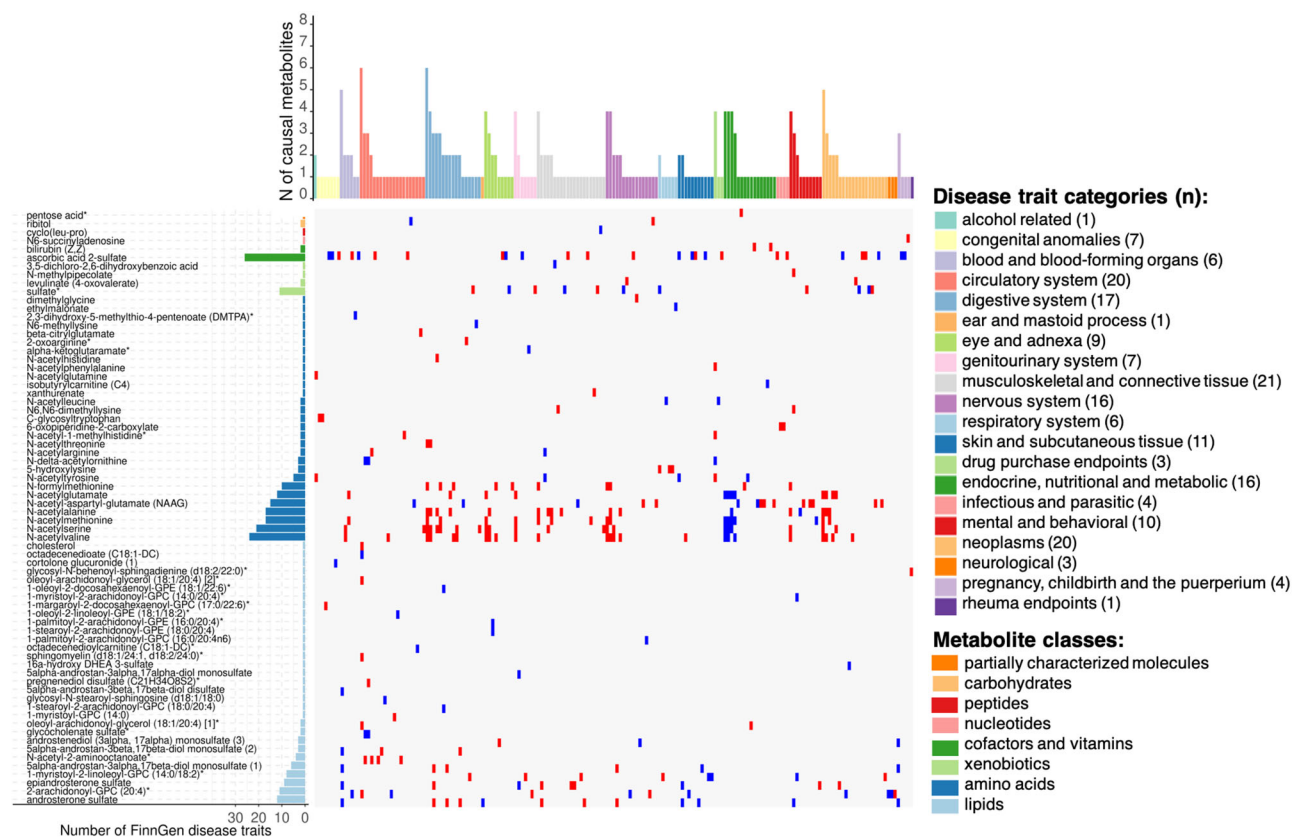 N of causal metabolites
8
7
6
5
4
3
2
1
0
pentose acid*
ribitol
cyclo(leu-pro)
N6-succinyladenosine
bilirubin (Z,Z)
ascorbic acid 2-sulfate
3,5-dichloro-2,6-dihydroxybenzoic acid
N-methylpipecolate
levulinate (4-oxovalerate)
sulfate*
dimethylglycine
ethylmalonate
2,3-dihydroxy-5-methylthio-4-pentenoate (DMTPA)*
N6-methyllysine
beta-citrylglutamate
2-oxoarginine*
alpha-ketoglutaramate*
N-acetylhistidine
N-acetylphenylalanine
N-acetylglutamine
isobutyrylcarnitine (C4)
xanthurenate
N-acetylleucine
N6,N6-dimethyllysine
C-glycosyltryptophan
6-oxopiperidine-2-carboxylate
N-acetyl-1-methylhistidine*
N-acetylthreonine
N-acetylarginine
N-delta-acetylornithine
5-hydroxylysine
N-acetyltyrosine
N-formylmethionine
N-acetylglutamate
N-acetyl-aspartyl-glutamate (NAAG)
N-acetylalanine
N-acetylmethionine
N-acetylserine
N-acetylvaline
cholesterol
octadecenedioate (C18:1-DC)
cortolone glucuronide (1)
glycosyl-N-behenoyl-sphingadienine (d18:2/22:0)*
oleoyl-arachidonoyl-glycerol (18:1/20:4) [2]*
1-oleoyl-2-docosahexaenoyl-GPE (18:1/22:6)*
1-myristoyl-2-arachidonoyl-GPC (14:0/20:4)*
1-margaroyl-2-docosahexaenoyl-GPC (17:0/22:6)*
1-oleoyl-2-linoleoyl-GPE (18:1/18:2)*
1-palmitoyl-2-arachidonoyl-GPE (16:0/20:4)*
1-stearoyl-2-arachidonoyl-GPE (18:0/20:4)
1-palmitoyl-2-arachidonoyl-GPC (16:0/20:4n6)
octadecenedioylcarnitine (C18:1-DC)*
sphingomyelin (d18:1/24:1, d18:2/24:0)*
16a-hydroxy DHEA 3-sulfate
5alpha-androstan-3alpha,17alpha-diol monosulfate
pregnenediol disulfate (C21H34O8S2)*
5alpha-androstan-3beta,17beta-diol disulfate
glycosyl-N-stearoyl-sphingosine (d18:1/18:0)
1-stearoyl-2-arachidonoyl-GPC (18:0/20:4)
1-myristoyl-GPC (14:0)
oleoyl-arachidonoyl-glycerol (18:1/20:4) [1]*
glycocholenate sulfate*
androstenediol (3alpha, 17alpha) monosulfate (3)
5alpha-androstan-3beta,17beta-diol monosulfate (2)
N-acetyl-2-aminooctanoate*
5alpha-androstan-3alpha,17beta-diol monosulfate (1)
1-myristoyl-2-linoleoyl-GPC (14:0/18:2)*
epiandrosterone sulfate
2-arachidonoyl-GPC (20:4)*
androsterone sulfate
30 20 10 0
Number of FinnGen disease traits
Disease trait categories (n):
alcohol related (1)
congenital anomalies (7)
blood and blood-forming organs (6)
circulatory system (20)
digestive system (17)
ear and mastoid process (1)
eye and adnexa (9)
genitourinary system (7)
musculoskeletal and connective tissue (21)
nervous system (16)
respiratory system (6)
skin and subcutaneous tissue (11)
drug purchase endpoints (3)
endocrine, nutritional and metabolic (16)
infectious and parasitic (4)
mental and behavioral (10)
neoplasms (20)
neurological (3)
pregnancy, childbirth and the puerperium (4)
rheuma endpoints (1)
Metabolite classes:
partially characterized molecules
carbohydrates
peptides
nucleotides
cofactors and vitamins
xenobiotics
amino acids
lipids